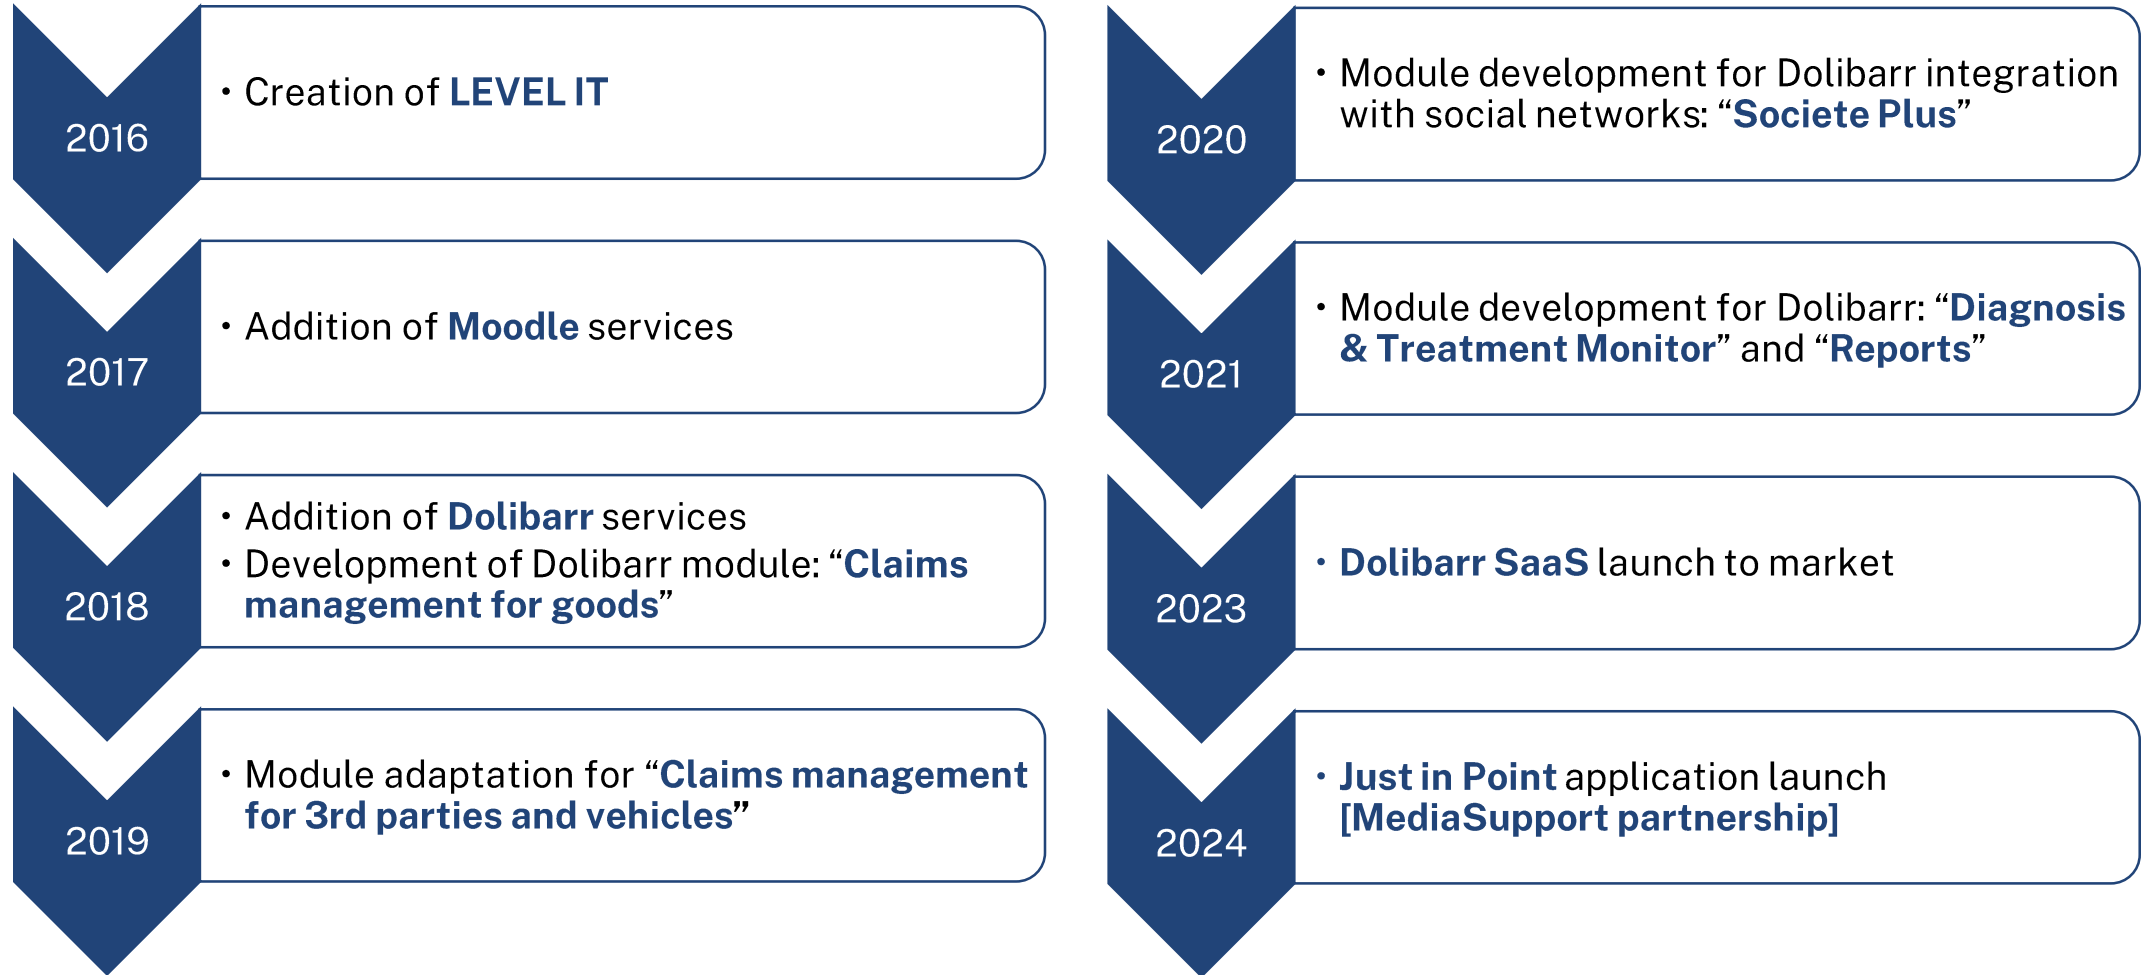 2016
• Creation of LEVEL IT
2017
• Addition of Moodle services
2018
• Addition of Dolibarr services
• Development of Dolibarr module: “Claims
management for goods”
2019
• Module adaptation for “Claims management
for 3rd parties and vehicles”
2020
• Module development for Dolibarr integration
with social networks: “Societe Plus”
2021
• Module development for Dolibarr: “Diagnosis
& Treatment Monitor” and “Reports”
2023
• Dolibarr SaaS launch to market
2024
• Just in Point application launch
[MediaSupport partnership]